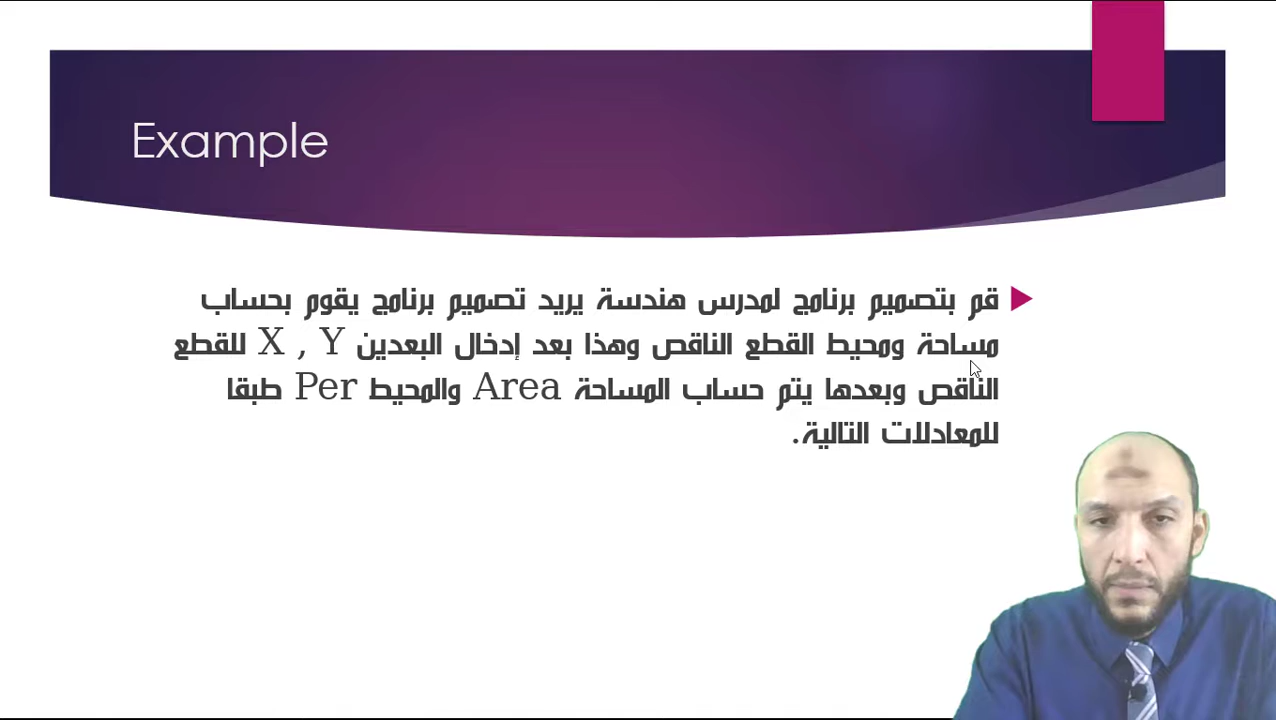 Example
قم بتصميم برنامج لمدرس هندسة يريد تصميم برنامج يقوم بحساب
مساحة ومحيط القطع الناقص وهذا بعد إدخال البعدين X , Y للقطع
الناقص وبعدها يتم حساب المساحة Area والمحيط Per طبقا
للمعادلات التالية.